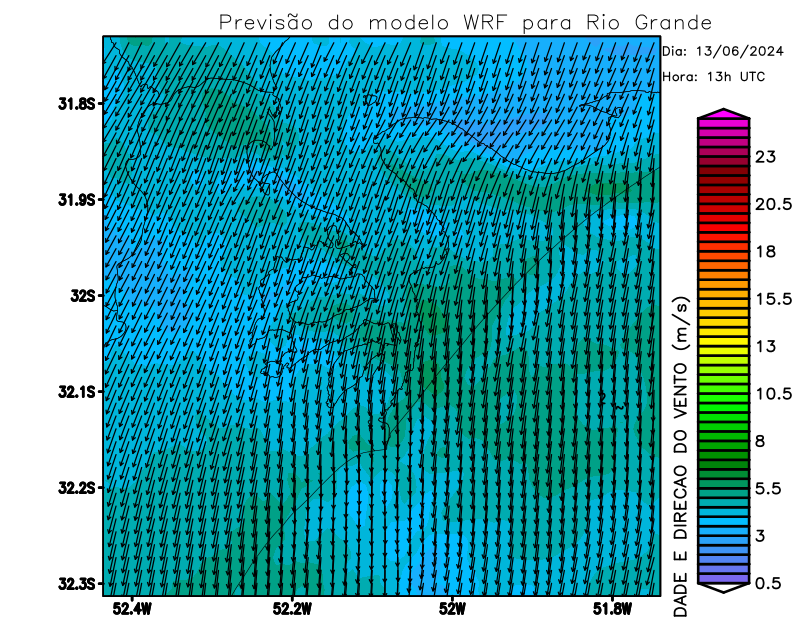 Previsão do modelo WRF para Rio Grande
Dia: 13/06/2024
Hora: 13h UTC
31.8S
31.9S
32S
32.1S
32.2S
32.3S
52.4W
52.2W
52W
51.8W
23
20.5
18
15.5
13
10.5
8
5.5
3
0.5
DADE E DIRECAO DO VENTO (m/s)